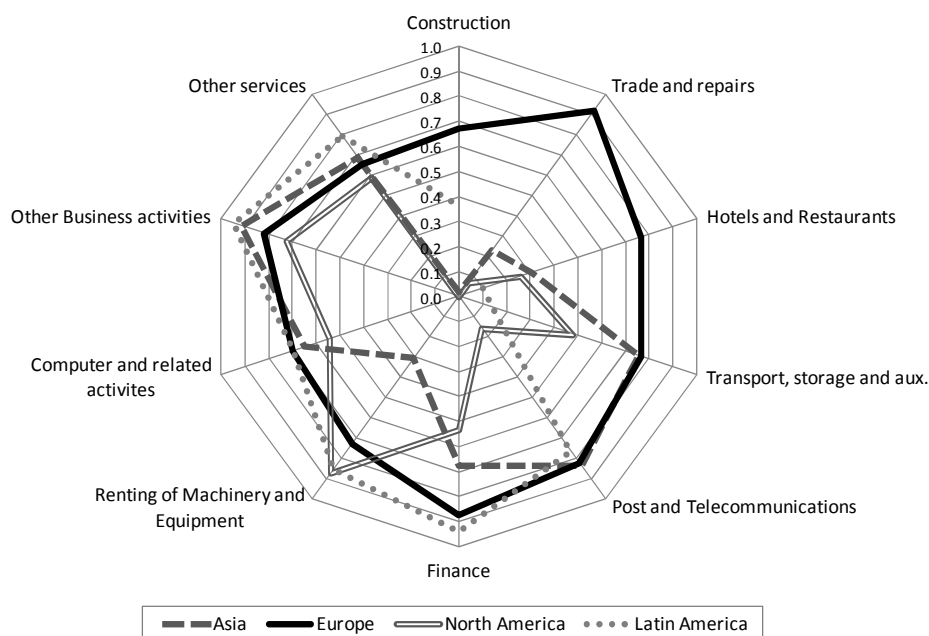 Construction
1.0
0.9
0.8
0.7
0.6
0.5
0.4
0.3
0.2
0.1
0.0
Other services
Trade and repairs
Other Business activities
Hotels and Restaurants
Computer and related
activites
Transport, storage and aux.
Renting of Machinery and
Equipment
Post and Telecommunications
Finance
Asia Europe North America Latin America